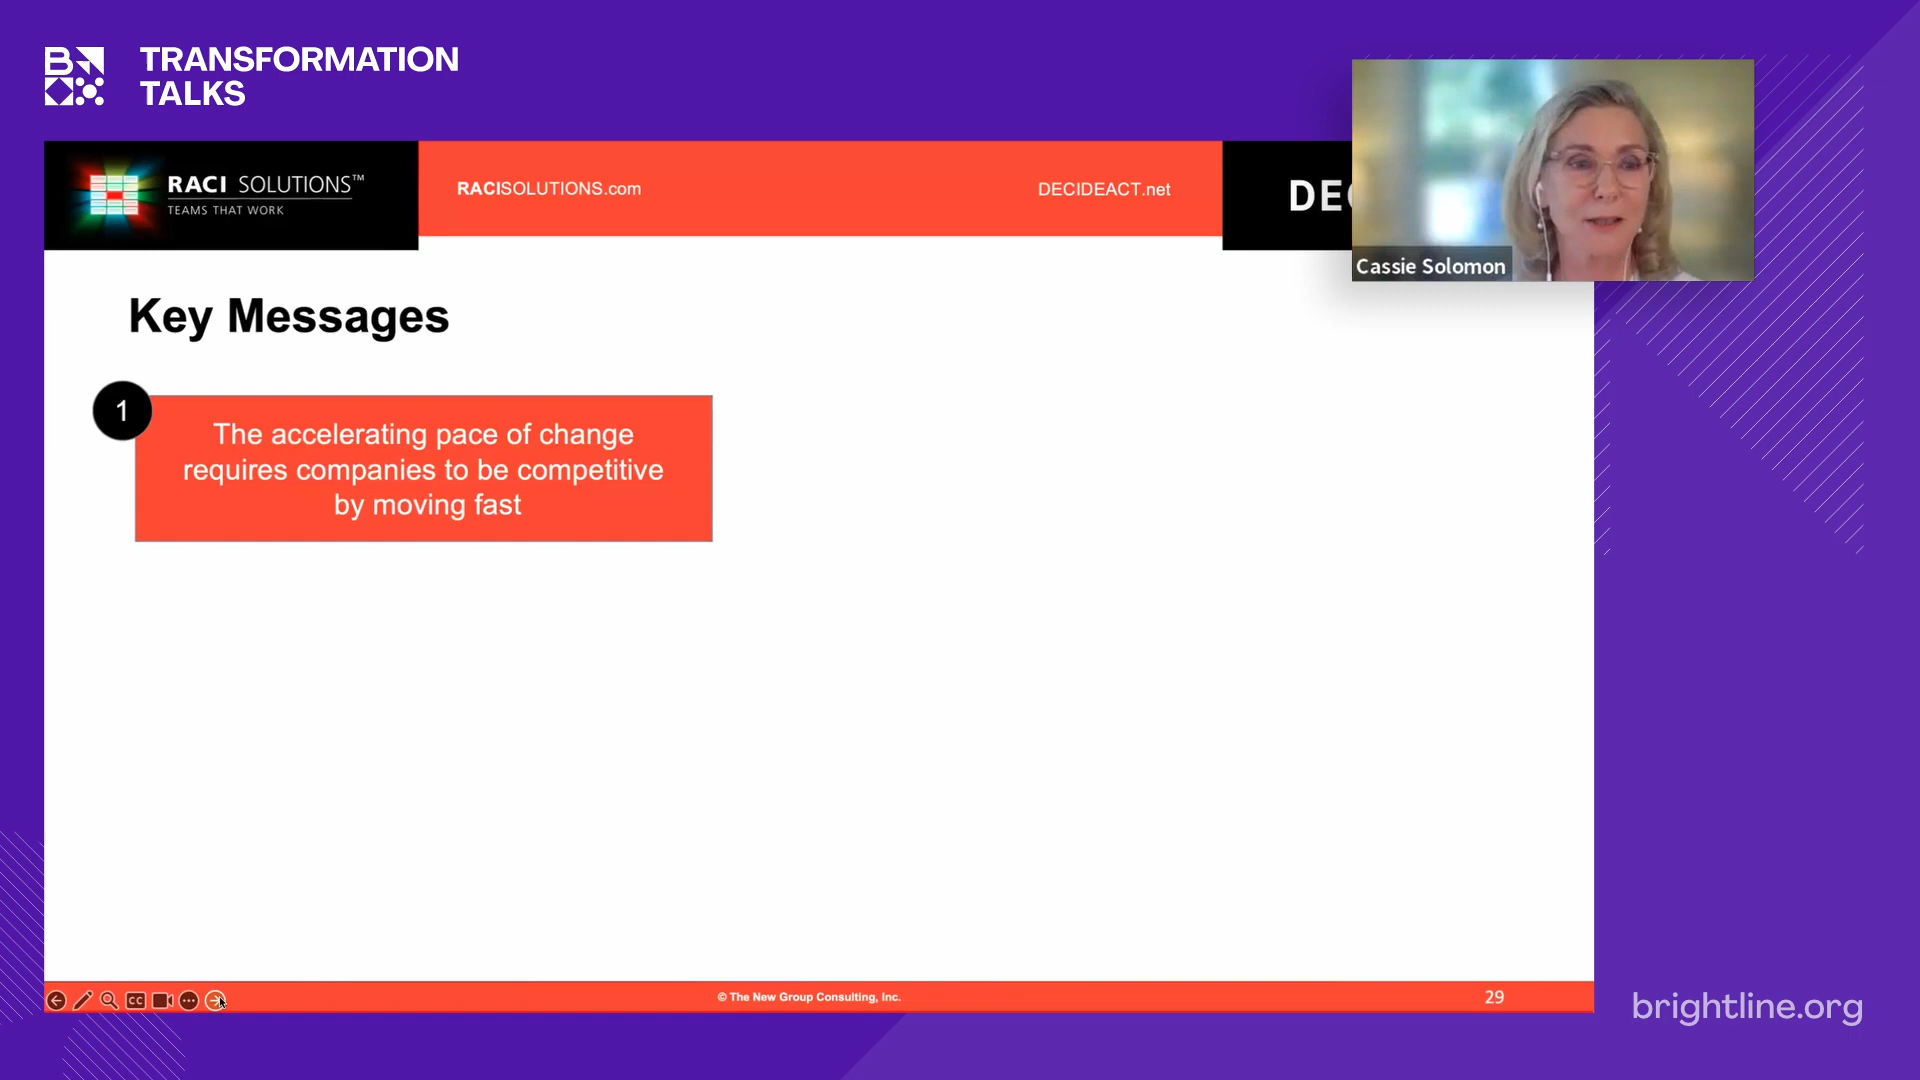 TRANSFORMATION
TALKS
RACI SOLUTIONS™
TEAMS THAT WORK
RACISOLUTIONS.com
DECIDEACT.net
Cassie Solomon
Key Messages
1
The accelerating pace of change
requires companies to be competitive
by moving fast
CC
© The New Group Consulting, Inc.
29
brightline.org